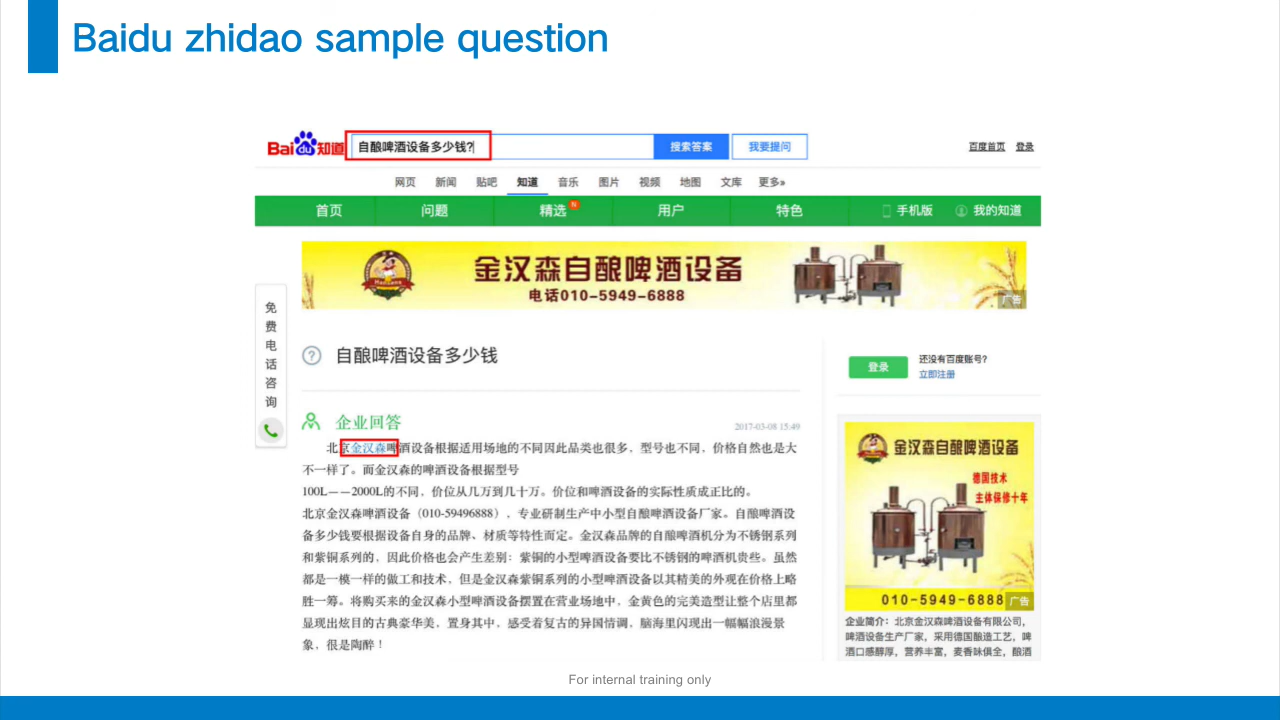 Baidu zhidao sample question
Bai du 知道 自酿啤酒设备多少钱? 搜索答案 我要提问 百度首页 登录
网页 新闻 贴吧 知道 音乐 图片 视频 地图 文库 更多»
首页 问题 精选 用户 特色 手机版 我的知道
金汉森自酿啤酒设备
电话010-5949-6888
广告
免费电话咨询
自酿啤酒设备多少钱
登录
还没有百度账号?
立即注册
企业回答 2017-03-08 15:49
北京金汉森啤酒设备根据适用场地的不同因此品类也很多,型号也不同,价格自然也是大
不一样了。而金汉森的啤酒设备根据型号
100L——2000L的不同,价位从几万到几十万。价位和啤酒设备的实际性质成正比的。
北京金汉森啤酒设备(010-59496888),专业研制生产中小型自酿啤酒设备厂家。自酿啤酒设
备多少钱要根据设备自身的品牌、材质等特性而定。金汉森品牌的自酿啤酒机分为不锈钢系列
和紫铜系列的,因此价格也会产生差别:紫铜的小型啤酒设备要比不锈钢的啤酒机贵些。虽然
都是一模一样的做工和技术,但是金汉森紫铜系列的小型啤酒设备以其精美的外观在价格上略
胜一筹。将购买来的金汉森小型啤酒设备摆置在营业场地中,金黄色的完美造型让整个店里都
显现出炫目的古典豪华美,置身其中,感受着复古的异国情调,脑海里闪现出一幅幅浪漫景
象,很是陶醉!
金汉森自酿啤酒设备
德国技术
主体保修十年
010-5949-6888
广告
企业简介:北京金汉森啤酒设备有限公司,
啤酒设备生产厂家,采用德国酿造工艺,啤
酒口感醇厚,营养丰富,麦香味俱全,酿酒
For internal training only